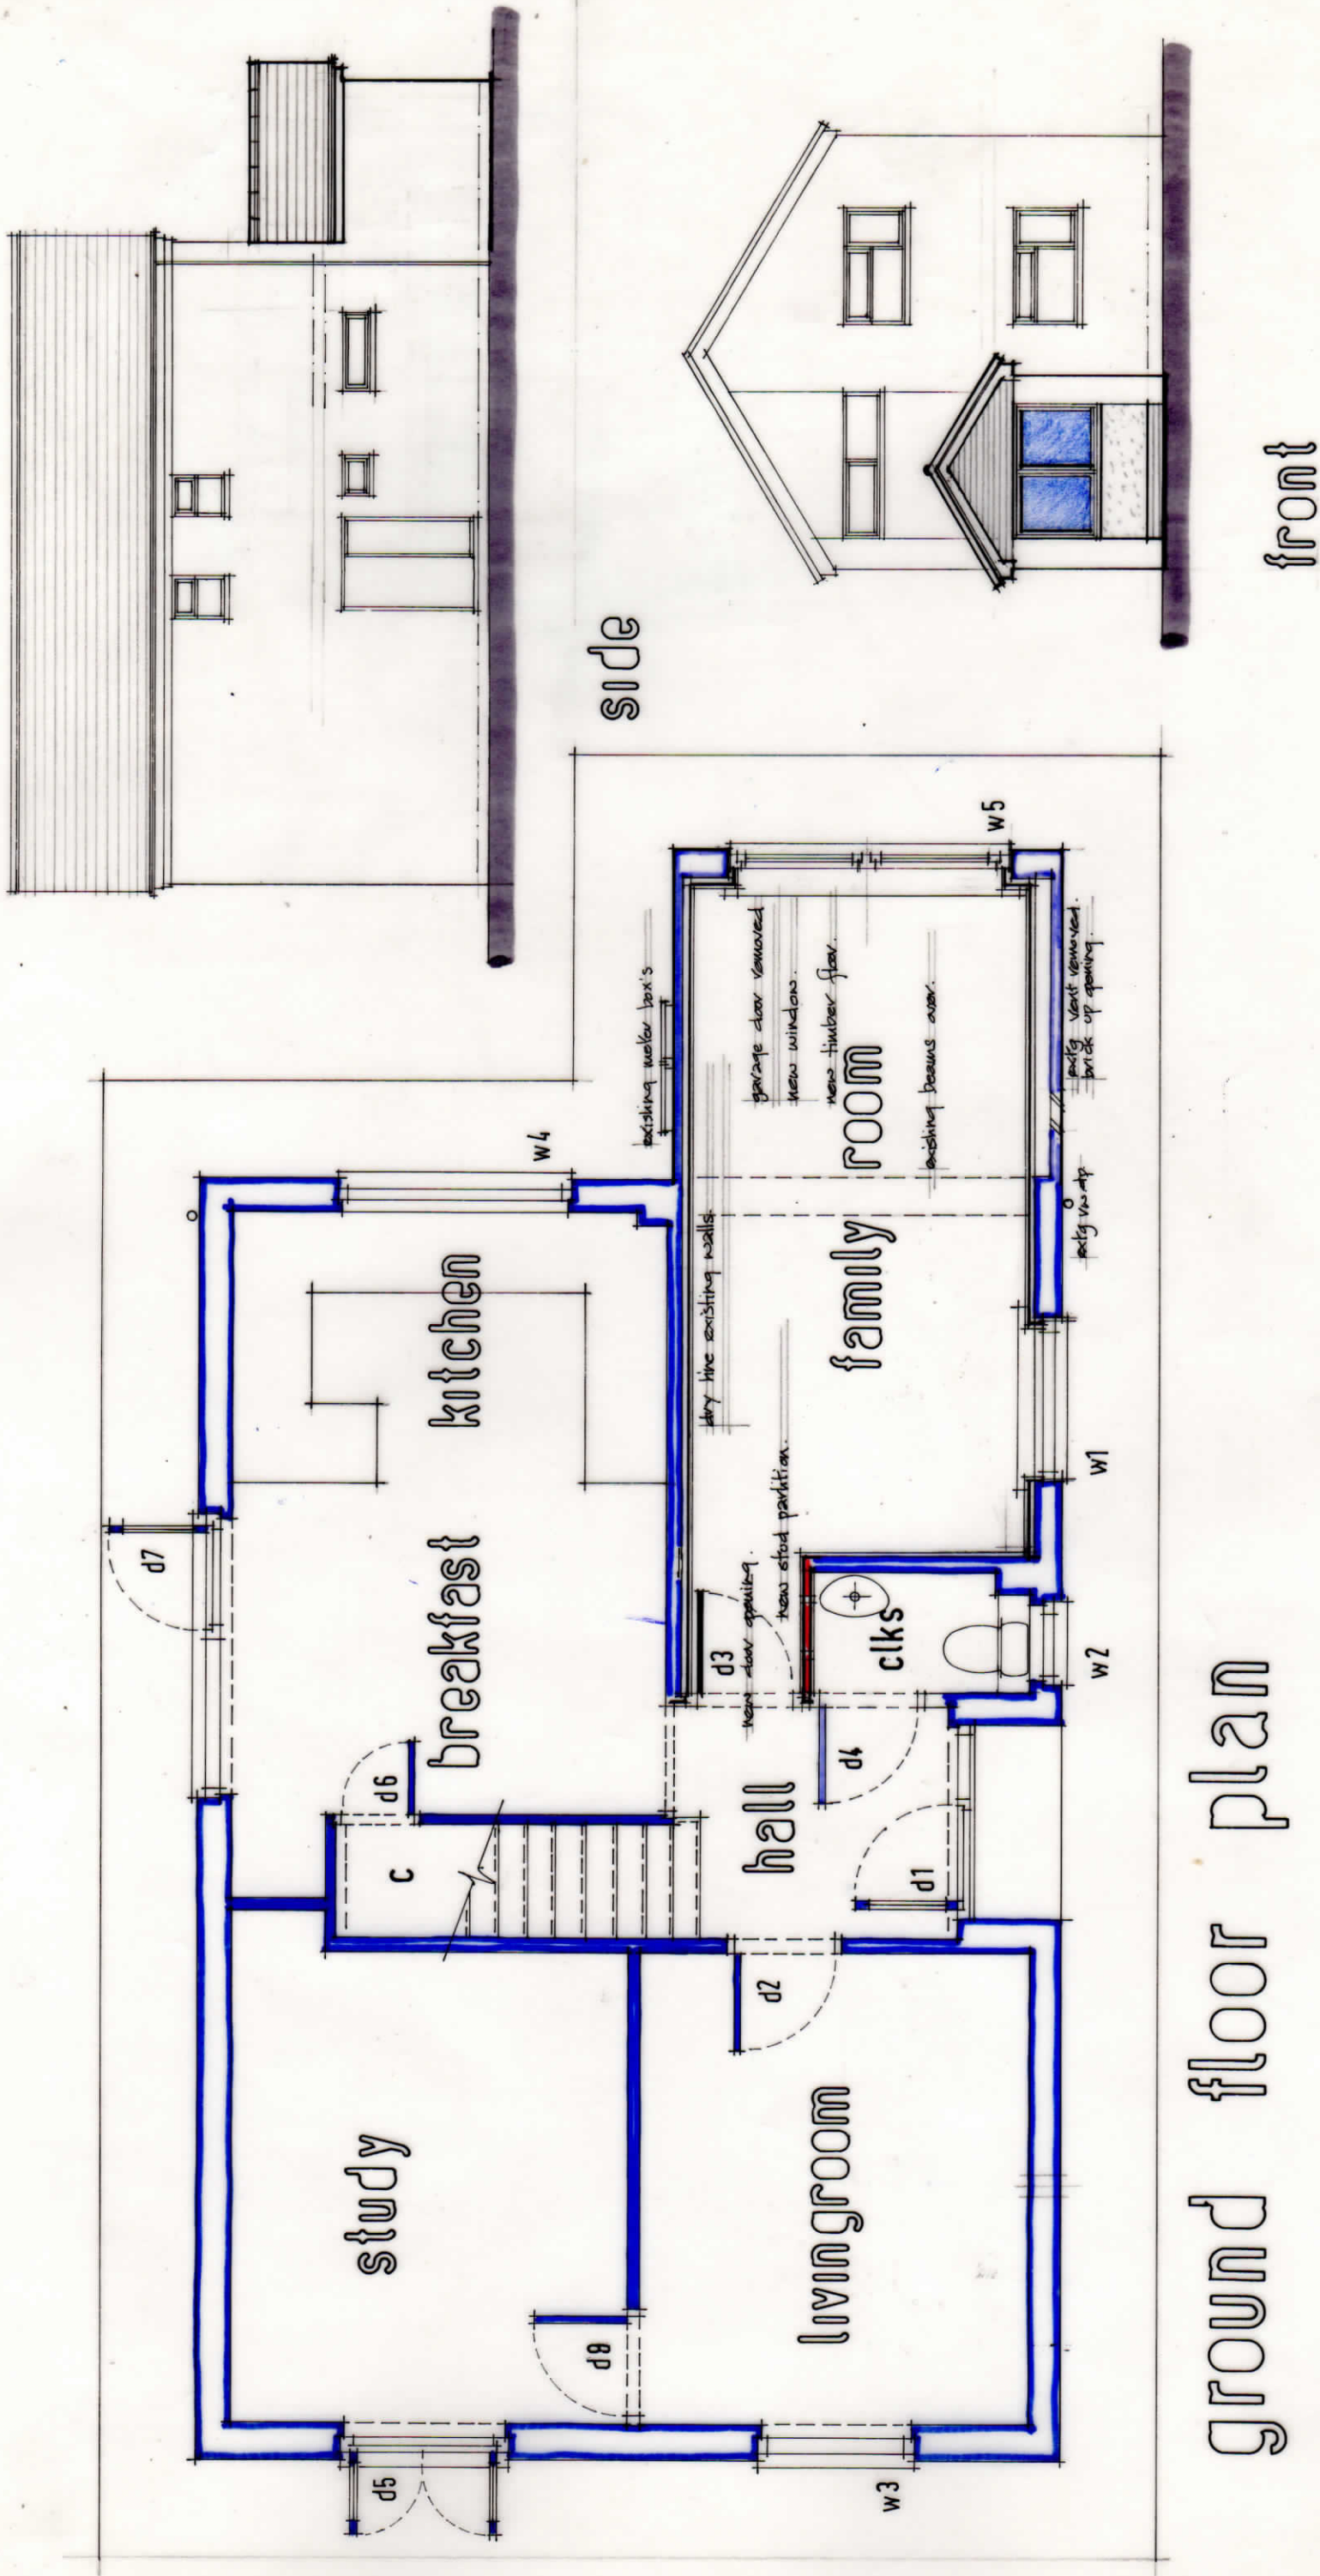 side
front
study
breakfast
kitchen
livingroom
hall
clks
family room
c
d1
d2
d3
d4
d5
d6
d7
d8
w1
w2
w3
w4
w5
existing meter box's
dry line existing walls.
garage door removed
new window.
new timber floor.
existing beams over.
new door opening.
new stud partition.
extg vent removed.
brick up opening.
ground floor plan